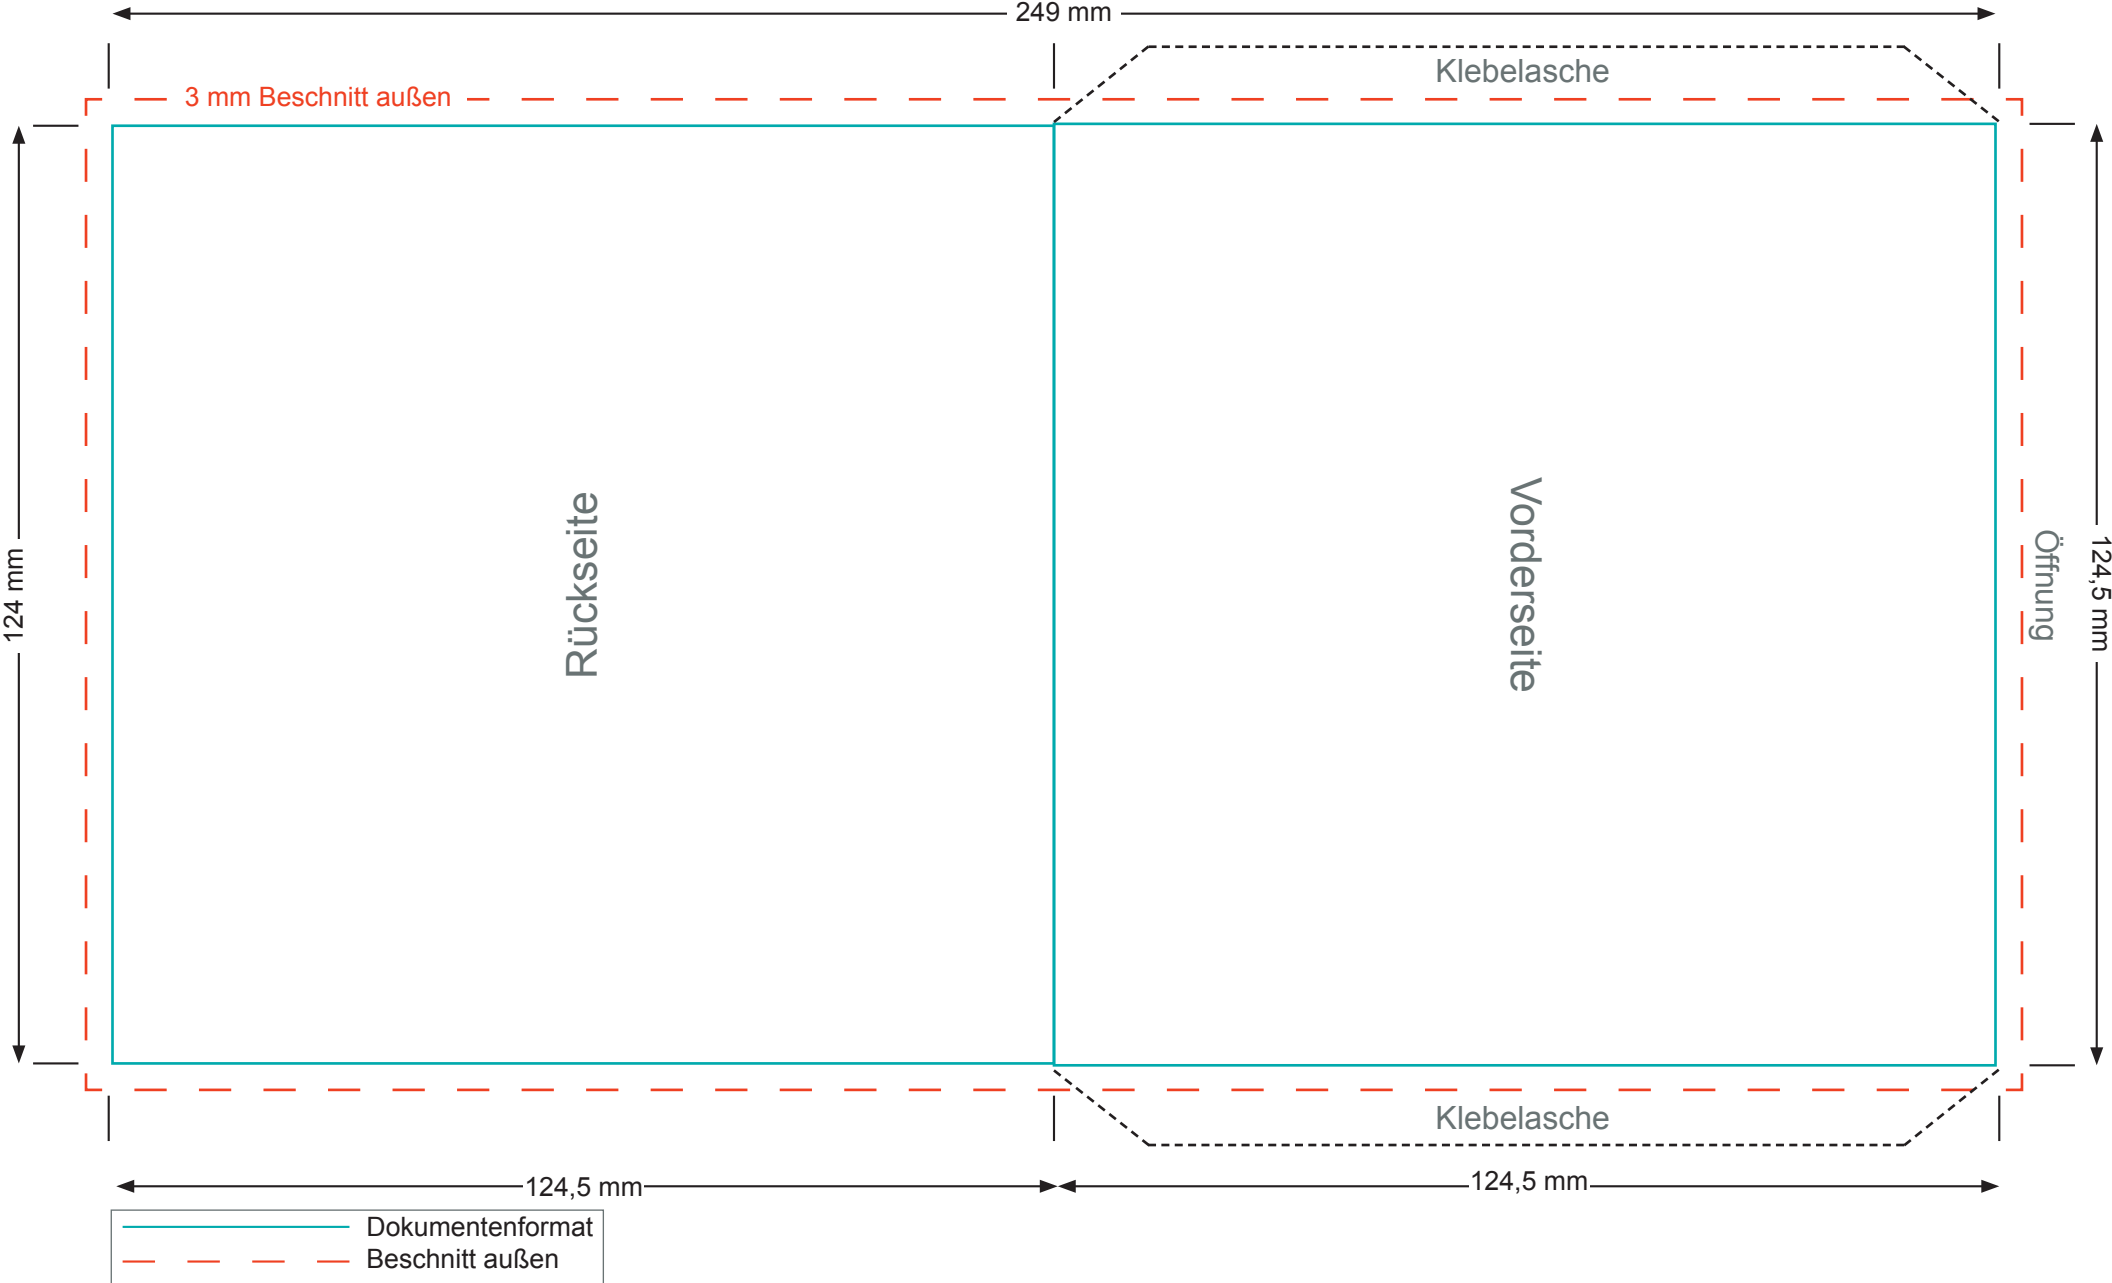 249 mm
Klebelasche
3 mm Beschnitt außen
124 mm
Rückseite
Vorderseite
Öffnung
124,5 mm
Klebelasche
124,5 mm
124,5 mm
Dokumentenformat
Beschnitt außen